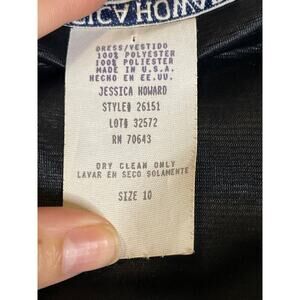 DRESS/VESTIDO
100% POLYESTER
100% POLIESTER
MADE IN U.S.A.
HECHO EN EE.UU.
JESSICA HOWARD
STYLE# 26151
LOT# 32572
RN 70643
DRY CLEAN ONLY
LAVAR EN SECO SOLAMENTE
SIZE 10